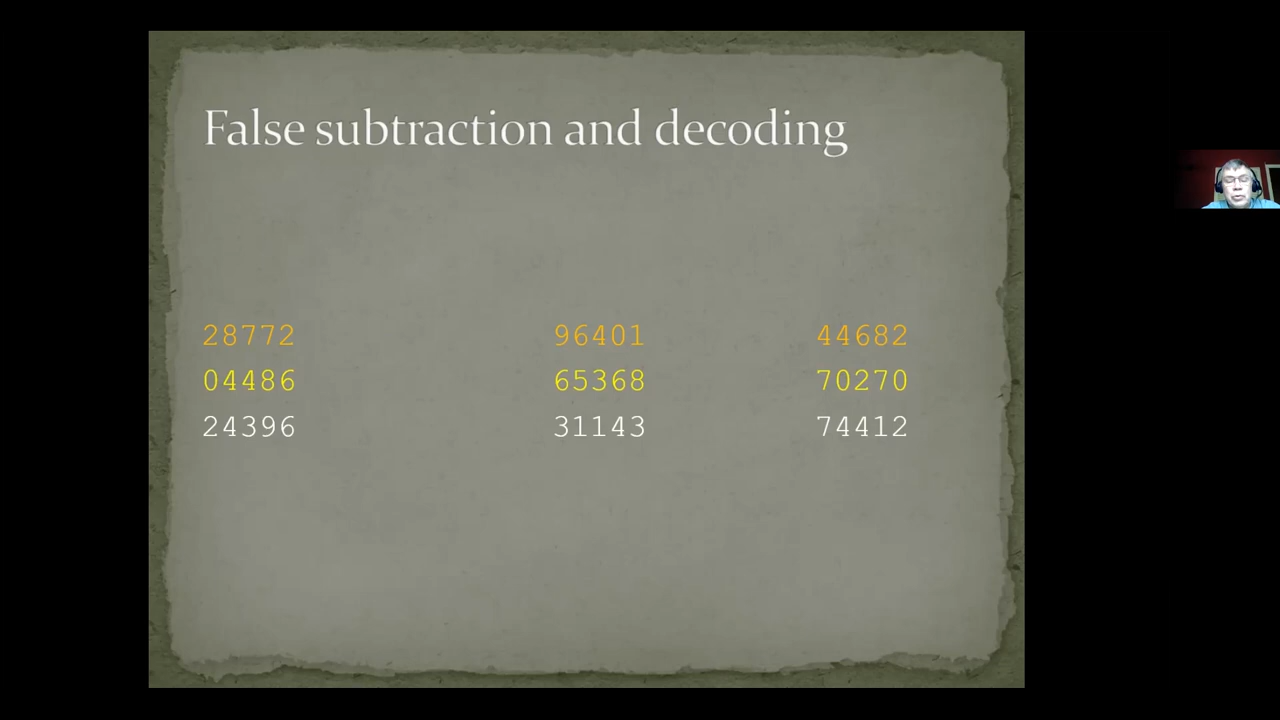 False subtraction and decoding
28772 96401 44682
04486 65368 70270
24396 31143 74412